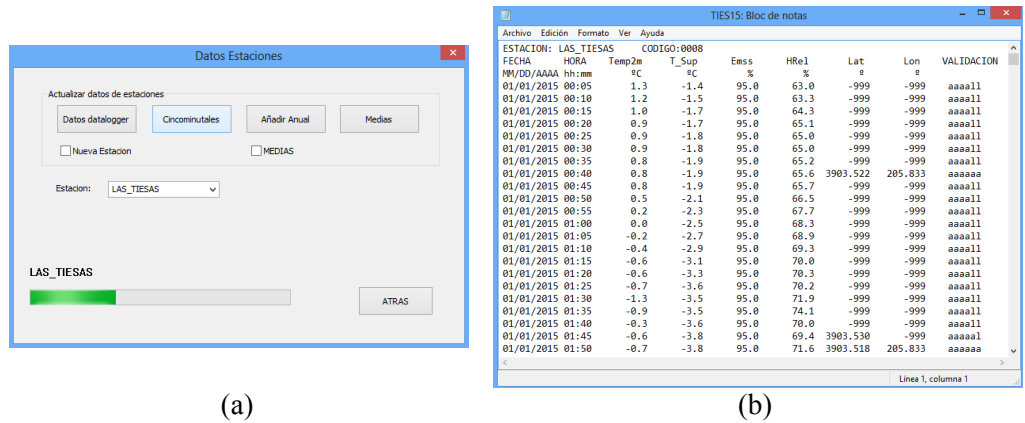 Datos Estaciones
Actualizar datos de estaciones
Datos datalogger Cincominutales Añadir Anual Medias
Nueva Estacion MEDIAS
Estacion: LAS_TIESAS
LAS_TIESAS
ATRAS
(a)
TIES15: Bloc de notas
Archivo Edición Formato Ver Ayuda
ESTACION: LAS_TIESAS CODIGO:0008
FECHA HORA Temp2m T_Sup Emss HRel Lat Lon VALIDACION
MM/DD/AAAA hh:mm ºC ºC % % º º
01/01/2015 00:05 1.3 -1.4 95.0 63.0 -999 -999 aaaall
01/01/2015 00:10 1.2 -1.5 95.0 63.3 -999 -999 aaaall
01/01/2015 00:15 1.0 -1.7 95.0 64.3 -999 -999 aaaall
01/01/2015 00:20 0.9 -1.7 95.0 65.1 -999 -999 aaaall
01/01/2015 00:25 0.9 -1.8 95.0 65.0 -999 -999 aaaall
01/01/2015 00:30 0.9 -1.8 95.0 65.0 -999 -999 aaaall
01/01/2015 00:35 0.8 -1.9 95.0 65.2 -999 -999 aaaall
01/01/2015 00:40 0.8 -1.9 95.0 65.6 3903.522 205.833 aaaaaa
01/01/2015 00:45 0.8 -1.9 95.0 65.7 -999 -999 aaaall
01/01/2015 00:50 0.5 -2.1 95.0 66.5 -999 -999 aaaall
01/01/2015 00:55 0.2 -2.3 95.0 67.7 -999 -999 aaaall
01/01/2015 01:00 0.0 -2.5 95.0 68.3 -999 -999 aaaall
01/01/2015 01:05 -0.2 -2.7 95.0 68.9 -999 -999 aaaall
01/01/2015 01:10 -0.4 -2.9 95.0 69.3 -999 -999 aaaall
01/01/2015 01:15 -0.6 -3.1 95.0 70.0 -999 -999 aaaall
01/01/2015 01:20 -0.6 -3.3 95.0 70.3 -999 -999 aaaall
01/01/2015 01:25 -0.7 -3.6 95.0 70.2 -999 -999 aaaall
01/01/2015 01:30 -1.3 -3.5 95.0 71.9 -999 -999 aaaall
01/01/2015 01:35 -0.9 -3.5 95.0 74.1 -999 -999 aaaall
01/01/2015 01:40 -0.3 -3.6 95.0 70.0 -999 -999 aaaall
01/01/2015 01:45 -0.6 -3.8 95.0 69.4 3903.530 -999 aaaaal
01/01/2015 01:50 -0.7 -3.8 95.0 71.6 3903.518 205.833 aaaaaa
Línea 1, columna 1
(b)